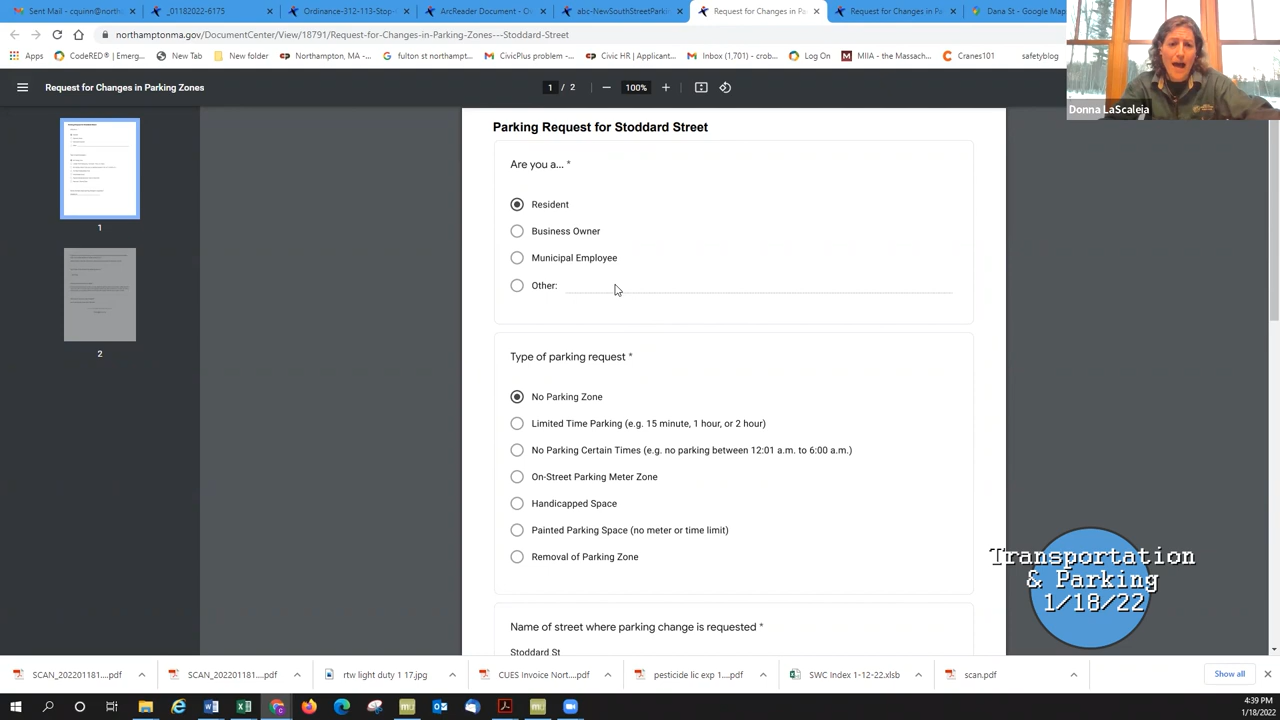 Sent Mail - cquinn@north
_01182022-6175
Ordinance-312-113-Stop-
ArcReader Document - O
abc-NewSouthStreetParki
Request for Changes in Pa
Request for Changes in Pa
Dana St - Google Map
northamptonma.gov/DocumentCenter/View/18791/Request-for-Changes-in-Parking-Zones---Stoddard-Street
Apps
CodeRED® | Emerg...
New Tab
New folder
Northampton, MA -...
fulton st northampt...
CivicPlus problem -...
Civic HR | Applicant...
Inbox (1,701) - crob...
Log On
MIIA - the Massach...
Cranes101
safetyblog
Donna LaScaleia
Request for Changes in Parking Zones
1 / 2
100%
1
2
Parking Request for Stoddard Street
Are you a... *
Resident
Business Owner
Municipal Employee
Other:
Type of parking request *
No Parking Zone
Limited Time Parking (e.g. 15 minute, 1 hour, or 2 hour)
No Parking Certain Times (e.g. no parking between 12:01 a.m. to 6:00 a.m.)
On-Street Parking Meter Zone
Handicapped Space
Painted Parking Space (no meter or time limit)
Removal of Parking Zone
Name of street where parking change is requested *
Stoddard St
Transportation
& Parking
1/18/22
SCAN_202201181....pdf
SCAN_202201181....pdf
rtw light duty 1 17.jpg
CUES Invoice Nort....pdf
pesticide lic exp 1....pdf
SWC Index 1-12-22.xlsb
scan.pdf
Show all
4:39 PM
1/18/2022